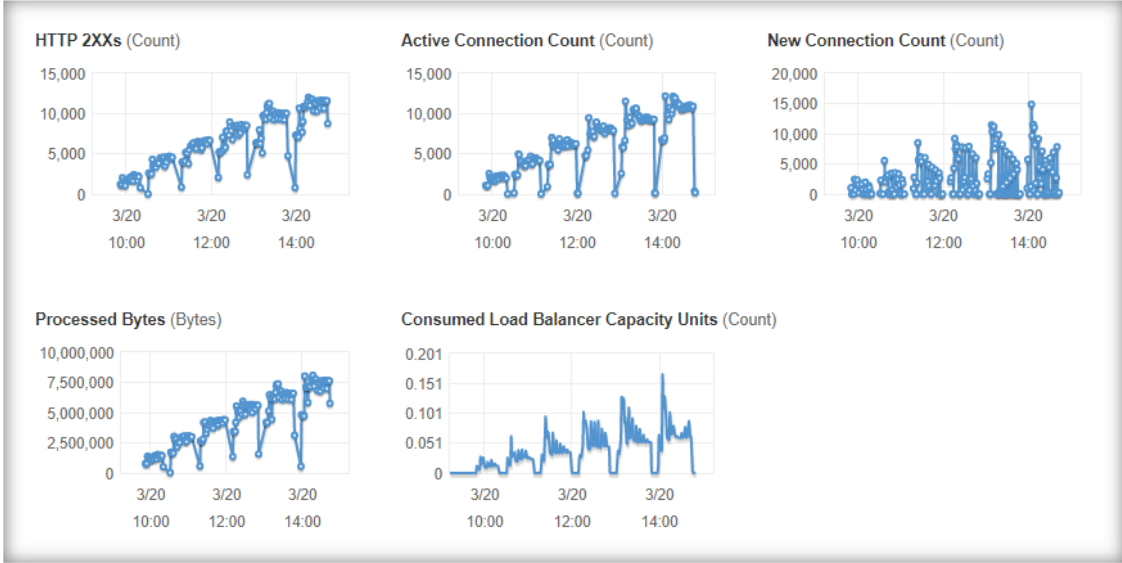 HTTP 2XXs (Count)
15,000
10,000
5,000
0
3/20 3/20 3/20
10:00 12:00 14:00
Active Connection Count (Count)
15,000
10,000
5,000
0
3/20 3/20 3/20
10:00 12:00 14:00
New Connection Count (Count)
20,000
15,000
10,000
5,000
0
3/20 3/20 3/20
10:00 12:00 14:00
Processed Bytes (Bytes)
10,000,000
7,500,000
5,000,000
2,500,000
0
3/20 3/20 3/20
10:00 12:00 14:00
Consumed Load Balancer Capacity Units (Count)
0.201
0.151
0.101
0.051
0
3/20 3/20 3/20
10:00 12:00 14:00